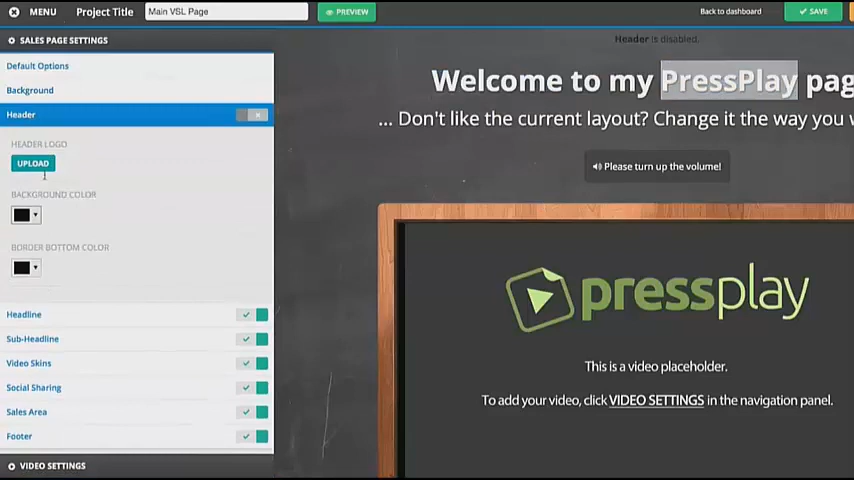 MENU
Project Title
Main VSL Page
PREVIEW
Back to dashboard
SAVE
SALES PAGE SETTINGS
Default Options
Background
Header
HEADER LOGO
UPLOAD
BACKGROUND COLOR
BORDER BOTTOM COLOR
Headline
Sub-Headline
Video Skins
Social Sharing
Sales Area
Footer
VIDEO SETTINGS
Header is disabled.
Welcome to my PressPlay pag
... Don't like the current layout? Change it the way you w
Please turn up the volume!
pressplay
This is a video placeholder.
To add your video, click VIDEO SETTINGS in the navigation panel.